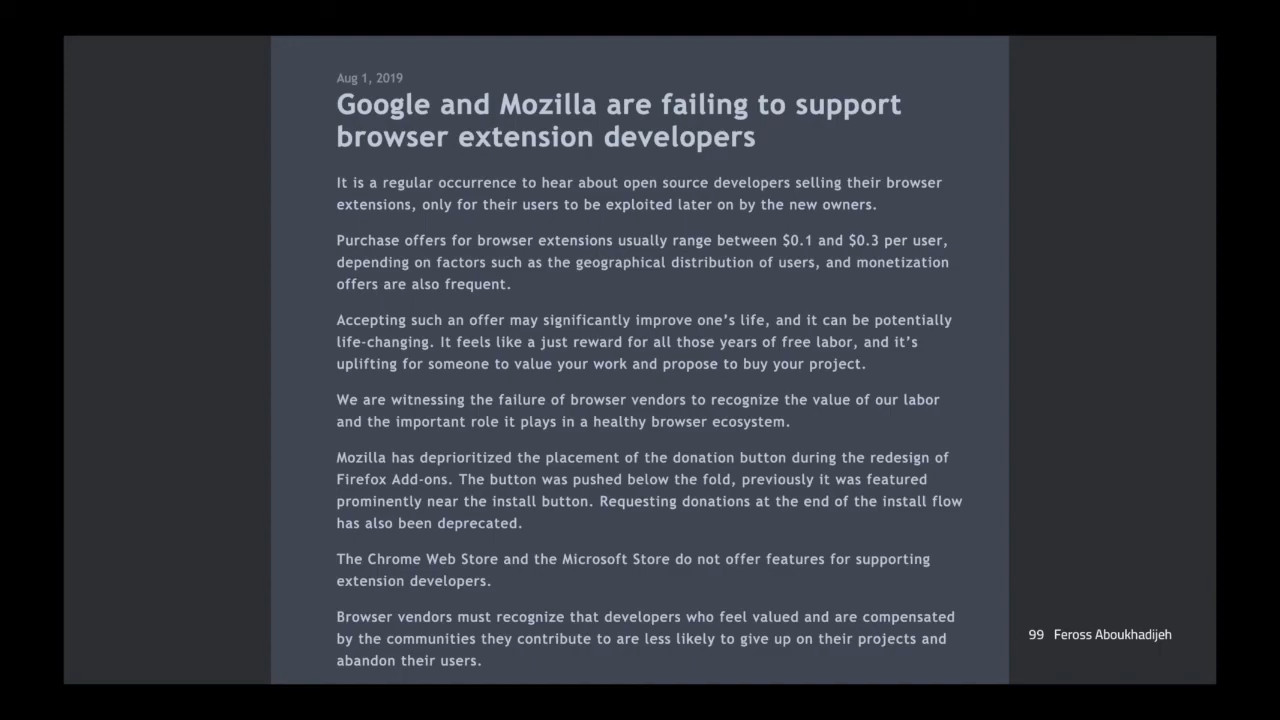 Aug 1, 2019
Google and Mozilla are failing to support
browser extension developers
It is a regular occurrence to hear about open source developers selling their browser
extensions, only for their users to be exploited later on by the new owners.
Purchase offers for browser extensions usually range between $0.1 and $0.3 per user,
depending on factors such as the geographical distribution of users, and monetization
offers are also frequent.
Accepting such an offer may significantly improve one’s life, and it can be potentially
life-changing. It feels like a just reward for all those years of free labor, and it’s
uplifting for someone to value your work and propose to buy your project.
We are witnessing the failure of browser vendors to recognize the value of our labor
and the important role it plays in a healthy browser ecosystem.
Mozilla has deprioritized the placement of the donation button during the redesign of
Firefox Add-ons. The button was pushed below the fold, previously it was featured
prominently near the install button. Requesting donations at the end of the install flow
has also been deprecated.
The Chrome Web Store and the Microsoft Store do not offer features for supporting
extension developers.
Browser vendors must recognize that developers who feel valued and are compensated
by the communities they contribute to are less likely to give up on their projects and
abandon their users.
99 Feross Aboukhadijeh